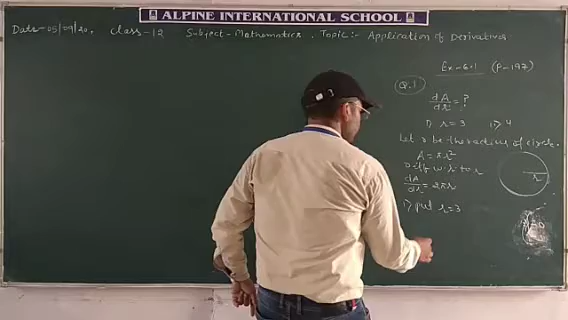 ALPINE INTERNATIONAL SCHOOL
Date - 05/09/20. Class - 12 Subject - Mathematics. Topic :- Application of Derivatives
Ex - 6.1 (P-197)
Q.1
dA/dr = ?
1) r = 3 ii) 4
Let r be the radius of circle.
A = πr²
Diff w.r. to r
dA/dr = 2πr
1) put r = 3
r